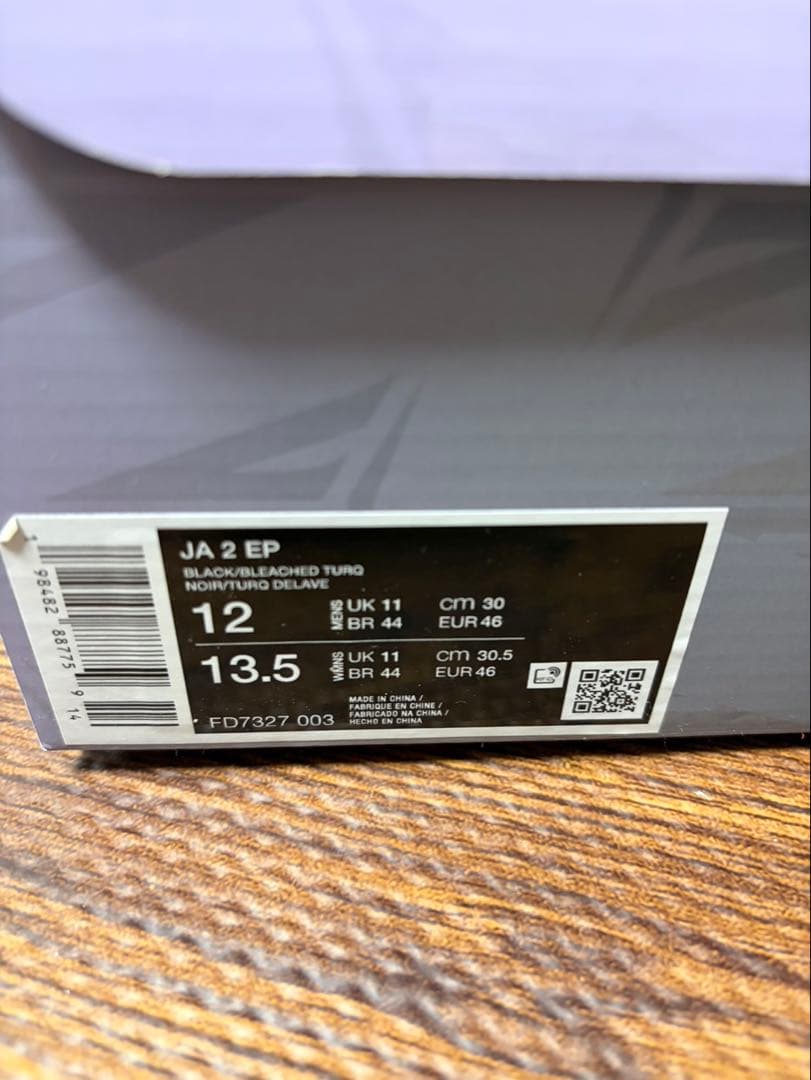 JA 2 EP
BLACK/BLEACHED TURQ
NOIR/TURQ DELAVE
12 MENS UK 11 cm 30
BR 44 EUR 46
13.5 WMNS UK 11 cm 30.5
BR 44 EUR 46
FD7327 003
MADE IN CHINA /
FABRIQUE EN CHINE /
FABRICADO NA CHINA /
HECHO EN CHINA
1 98482 88775 9 14